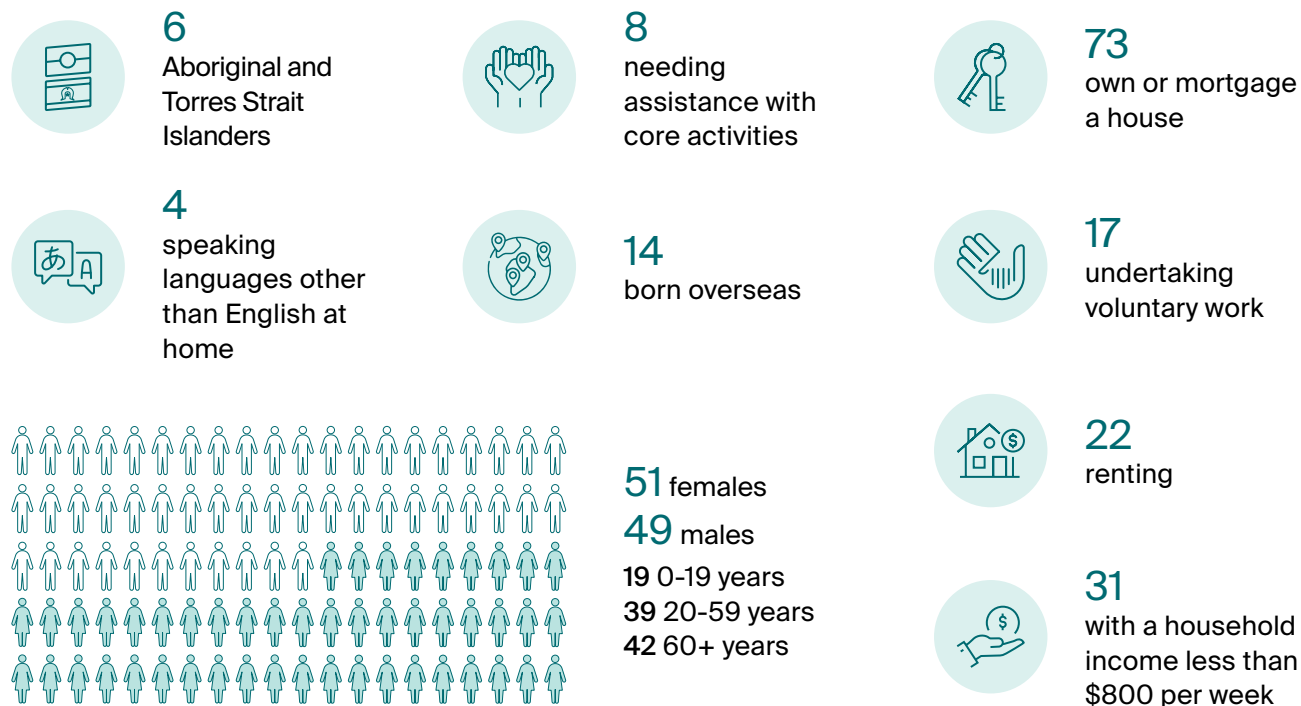 6
Aboriginal and
Torres Strait
Islanders
8
needing
assistance with
core activities
73
own or mortgage
a house
4
speaking
languages other
than English at
home
14
born overseas
17
undertaking
voluntary work
22
renting
51 females
49 males
19 0-19 years
39 20-59 years
42 60+ years
31
with a household
income less than
$800 per week
あ
A
$
$